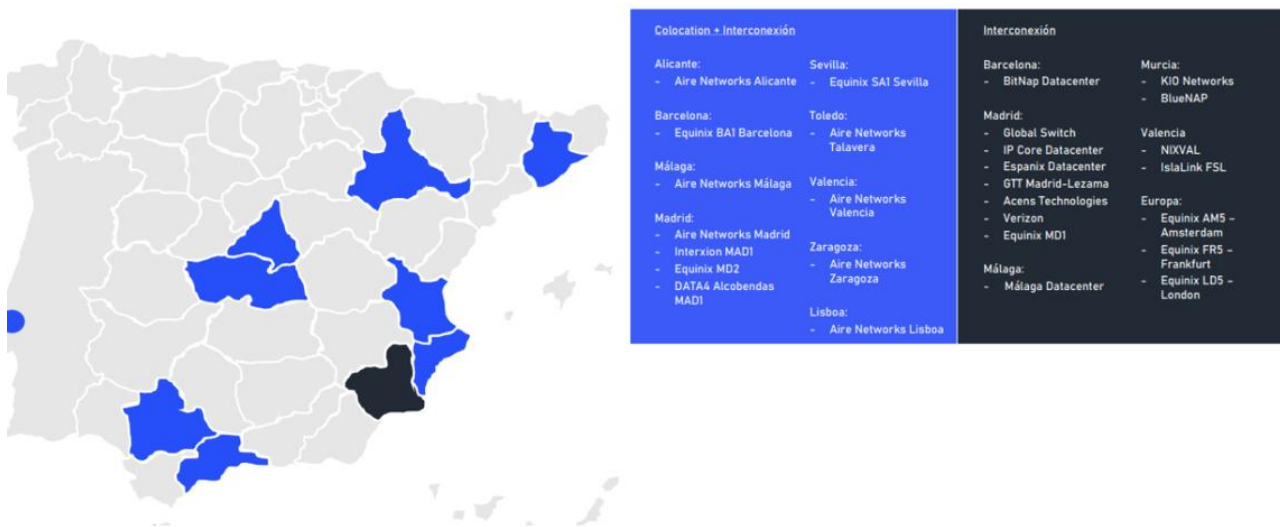 Colocation + Interconexión
Alicante:
- Aire Networks Alicante
Barcelona:
- Equinix BA1 Barcelona
Málaga:
- Aire Networks Málaga
Madrid:
- Aire Networks Madrid
- Interxion MAD1
- Equinix MD2
- DATA4 Alcobendas
MAD1
Sevilla:
- Equinix SA1 Sevilla
Toledo:
- Aire Networks
Talavera
Valencia:
- Aire Networks
Valencia
Zaragoza:
- Aire Networks
Zaragoza
Lisboa:
- Aire Networks Lisboa
Interconexión
Barcelona:
- BitNap Datacenter
Madrid:
- Global Switch
- IP Core Datacenter
- Espanix Datacenter
- GTT Madrid-Lezama
- Acens Technologies
- Verizon
- Equinix MD1
Málaga:
- Málaga Datacenter
Murcia:
- KIO Networks
- BlueNAP
Valencia
- NIXVAL
- IslaLink FSL
Europa:
- Equinix AM5 –
Amsterdam
- Equinix FR5 –
Frankfurt
- Equinix LD5 –
London